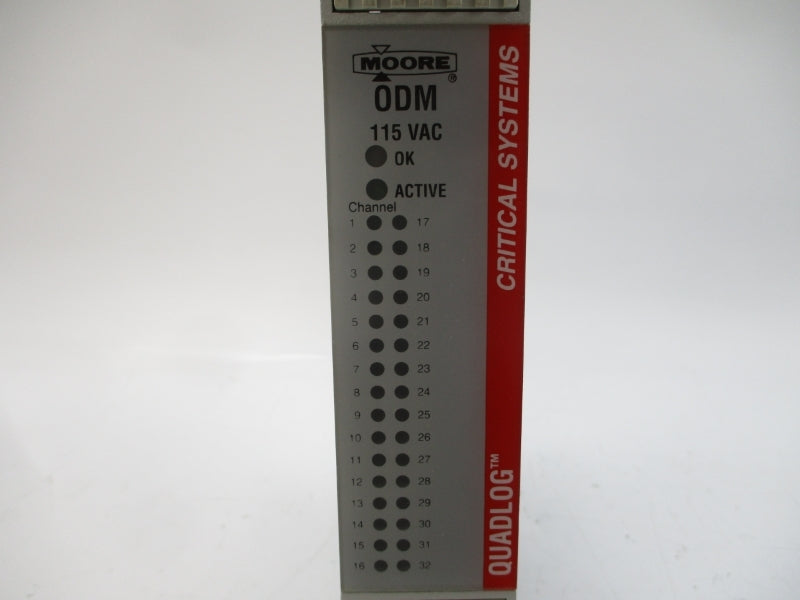 MOORE ®
ODM
115 VAC
OK
ACTIVE
Channel
1 17
2 18
3 19
4 20
5 21
6 22
7 23
8 24
9 25
10 26
11 27
12 28
13 29
14 30
15 31
16 32
CRITICAL SYSTEMS
QUADLOG™